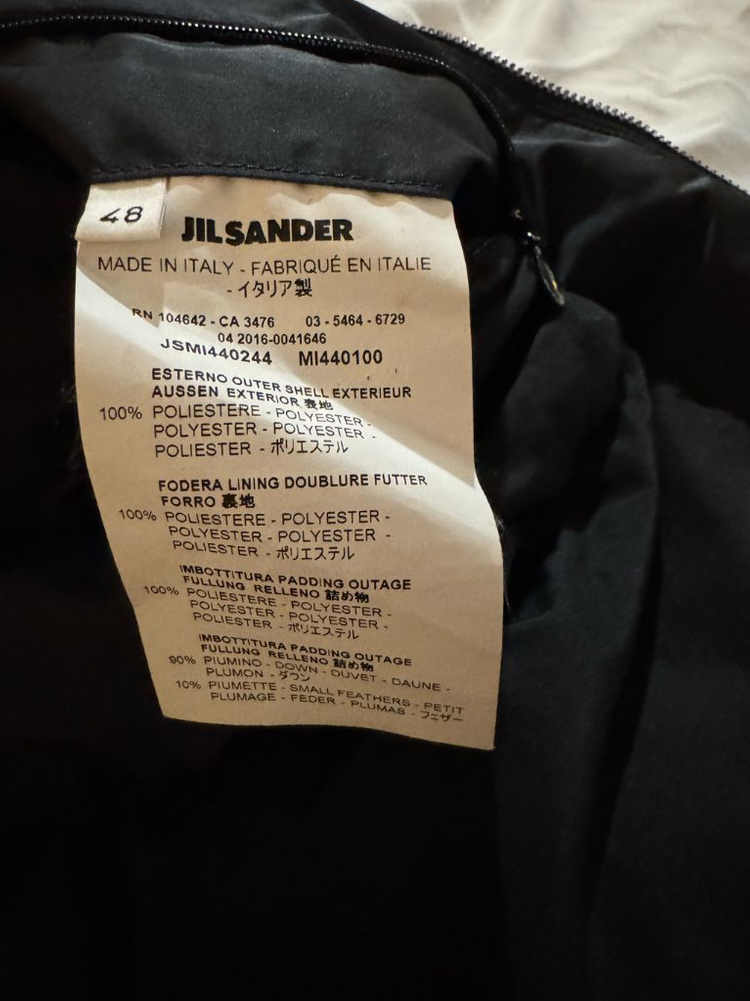 48
JIL SANDER
MADE IN ITALY - FABRIQUÉ EN ITALIE
- イタリア製
RN 104642 - CA 3476 03 - 5464 - 6729
04 2016-0041646
JSMI440244 MI440100
ESTERNO OUTER SHELL EXTERIEUR
AUSSEN EXTERIOR 表地
100% POLIESTERE - POLYESTER -
POLYESTER - POLYESTER -
POLIESTER - ポリエステル
FODERA LINING DOUBLURE FUTTER
FORRO 裏地
100% POLIESTERE - POLYESTER -
POLYESTER - POLYESTER -
POLIESTER - ポリエステル
IMBOTTITURA PADDING OUTAGE
FULLUNG RELLENO 詰め物
100% POLIESTERE - POLYESTER -
POLYESTER - POLYESTER -
POLIESTER - ポリエステル
IMBOTTITURA PADDING OUTAGE
FULLUNG RELLENO 詰め物
90% PIUMINO - DOWN - DUVET - DAUNE -
PLUMON - ダウン
10% PIUMETTE - SMALL FEATHERS - PETIT
PLUMAGE - FEDER - PLUMAS - フェザー